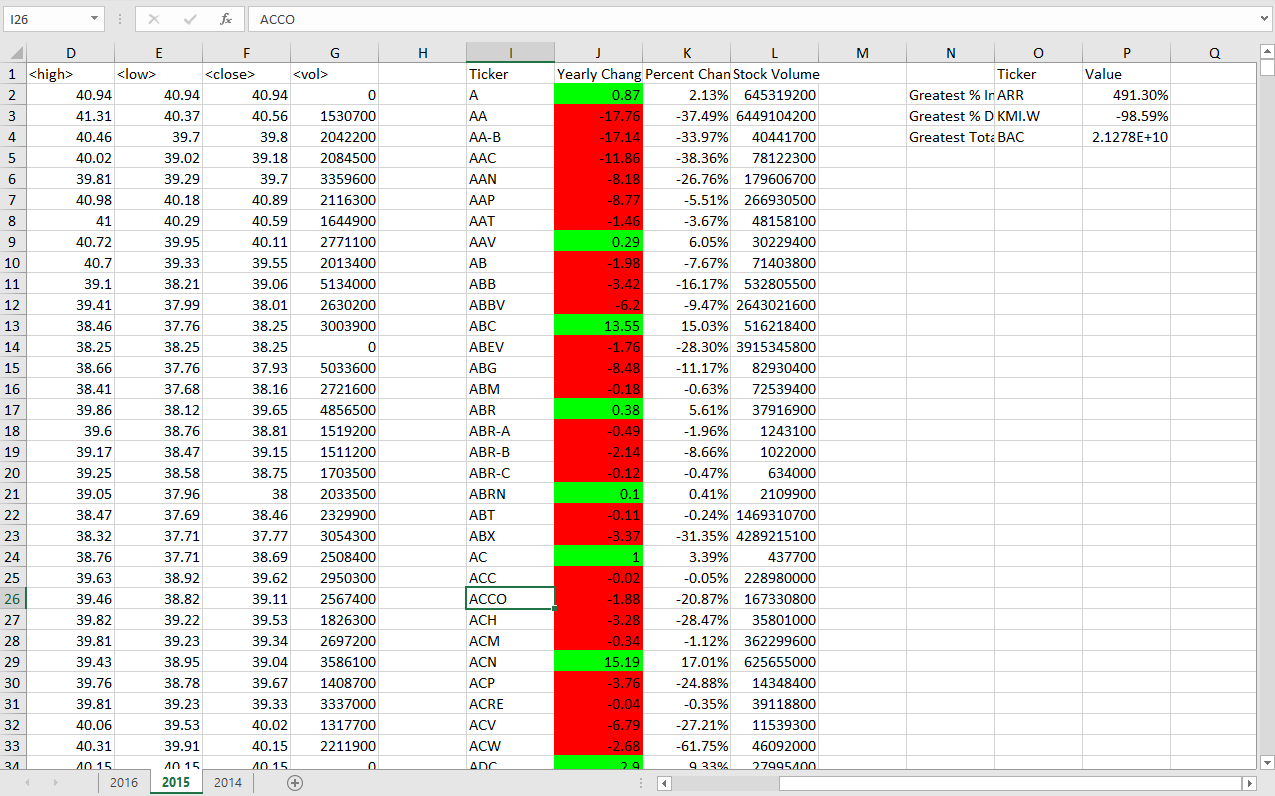 I26 fx ACCO
D E F G H I J K L M N O P Q
1 <high> <low> <close> <vol> Ticker Yearly Chang Percent Chan Stock Volume Ticker Value
2 40.94 40.94 40.94 0 A 0.87 2.13% 645319200 Greatest % In ARR 491.30%
3 41.31 40.37 40.56 1530700 AA -17.76 -37.49% 6449104200 Greatest % D KMI.W -98.59%
4 40.46 39.7 39.8 2042200 AA-B -17.14 -33.97% 40441700 Greatest Tota BAC 2.1278E+10
5 40.02 39.02 39.18 2084500 AAC -11.86 -38.36% 78122300
6 39.81 39.29 39.7 3359600 AAN -8.18 -26.76% 179606700
7 40.98 40.18 40.89 2116300 AAP -8.77 -5.51% 266930500
8 41 40.29 40.59 1644900 AAT -1.46 -3.67% 48158100
9 40.72 39.95 40.11 2771100 AAV 0.29 6.05% 30229400
10 40.7 39.33 39.55 2013400 AB -1.98 -7.67% 71403800
11 39.1 38.21 39.06 5134000 ABB -3.42 -16.17% 532805500
12 39.41 37.99 38.01 2630200 ABBV -6.2 -9.47% 2643021600
13 38.46 37.76 38.25 3003900 ABC 13.55 15.03% 516218400
14 38.25 38.25 38.25 0 ABEV -1.76 -28.30% 3915345800
15 38.66 37.76 37.93 5033600 ABG -8.48 -11.17% 82930400
16 38.41 37.68 38.16 2721600 ABM -0.18 -0.63% 72539400
17 39.86 38.12 39.65 4856500 ABR 0.38 5.61% 37916900
18 39.6 38.76 38.81 1519200 ABR-A -0.49 -1.96% 1243100
19 39.17 38.47 39.15 1511200 ABR-B -2.14 -8.66% 1022000
20 39.25 38.58 38.75 1703500 ABR-C -0.12 -0.47% 634000
21 39.05 37.96 38 2033500 ABRN 0.1 0.41% 2109900
22 38.47 37.69 38.46 2329900 ABT -0.11 -0.24% 1469310700
23 38.32 37.71 37.77 3054300 ABX -3.37 -31.35% 4289215100
24 38.76 37.71 38.69 2508400 AC 1 3.39% 437700
25 39.63 38.92 39.62 2950300 ACC -0.02 -0.05% 228980000
26 39.46 38.82 39.11 2567400 ACCO -1.88 -20.87% 167330800
27 39.82 39.22 39.53 1826300 ACH -3.28 -28.47% 35801000
28 39.81 39.23 39.34 2697200 ACM -0.34 -1.12% 362299600
29 39.43 38.95 39.04 3586100 ACN 15.19 17.01% 625655000
30 39.76 38.78 39.67 1408700 ACP -3.76 -24.88% 14348400
31 39.81 39.23 39.33 3337000 ACRE -0.04 -0.35% 39118800
32 40.06 39.53 40.02 1317700 ACV -6.79 -27.21% 11539300
33 40.31 39.91 40.15 2211900 ACW -2.68 -61.75% 46092000
34 40.15 40.15 40.15 0 ADC 2.9 9.33% 27995400
2016 2015 2014